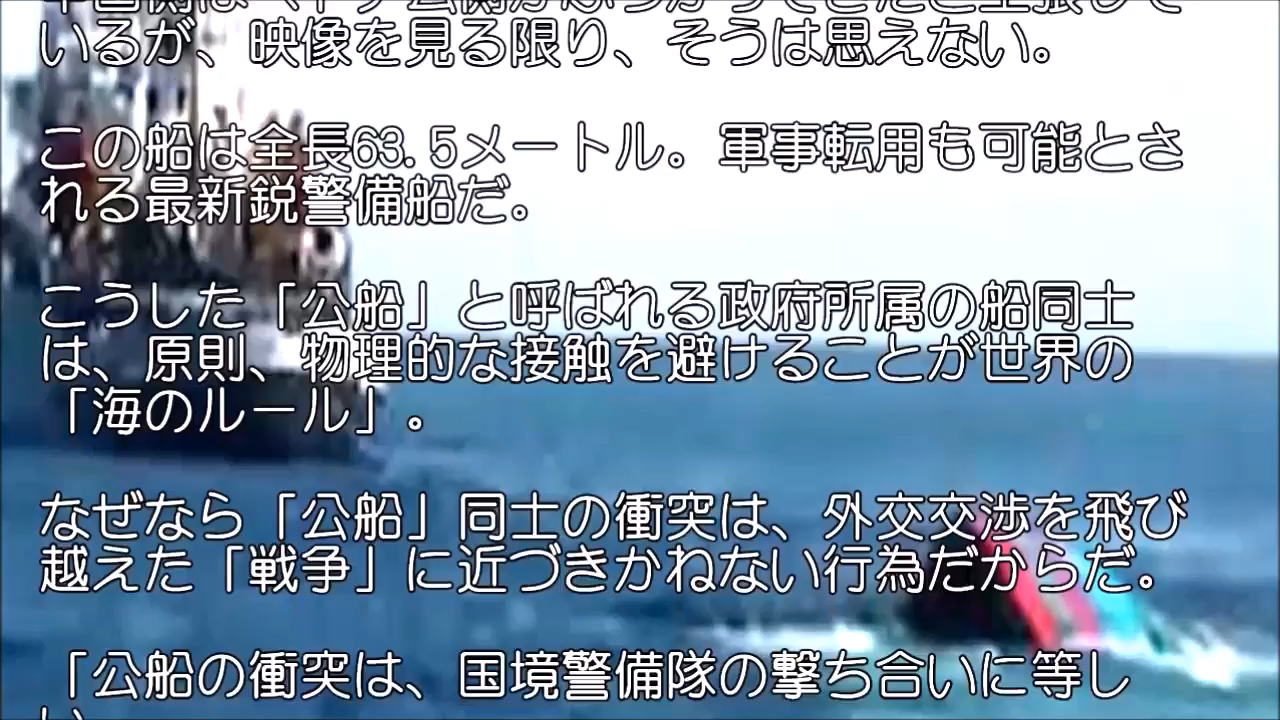 いるが、映像を見る限り、そうは思えない。
この船は全長63.5メートル。軍事転用も可能とさ
れる最新鋭警備船だ。
こうした「公船」と呼ばれる政府所属の船同士
は、原則、物理的な接触を避けることが世界の
「海のルール」。
なぜなら「公船」同士の衝突は、外交交渉を飛び
越えた「戦争」に近づきかねない行為だからだ。
「公船の衝突は、国境警備隊の撃ち合いに等し